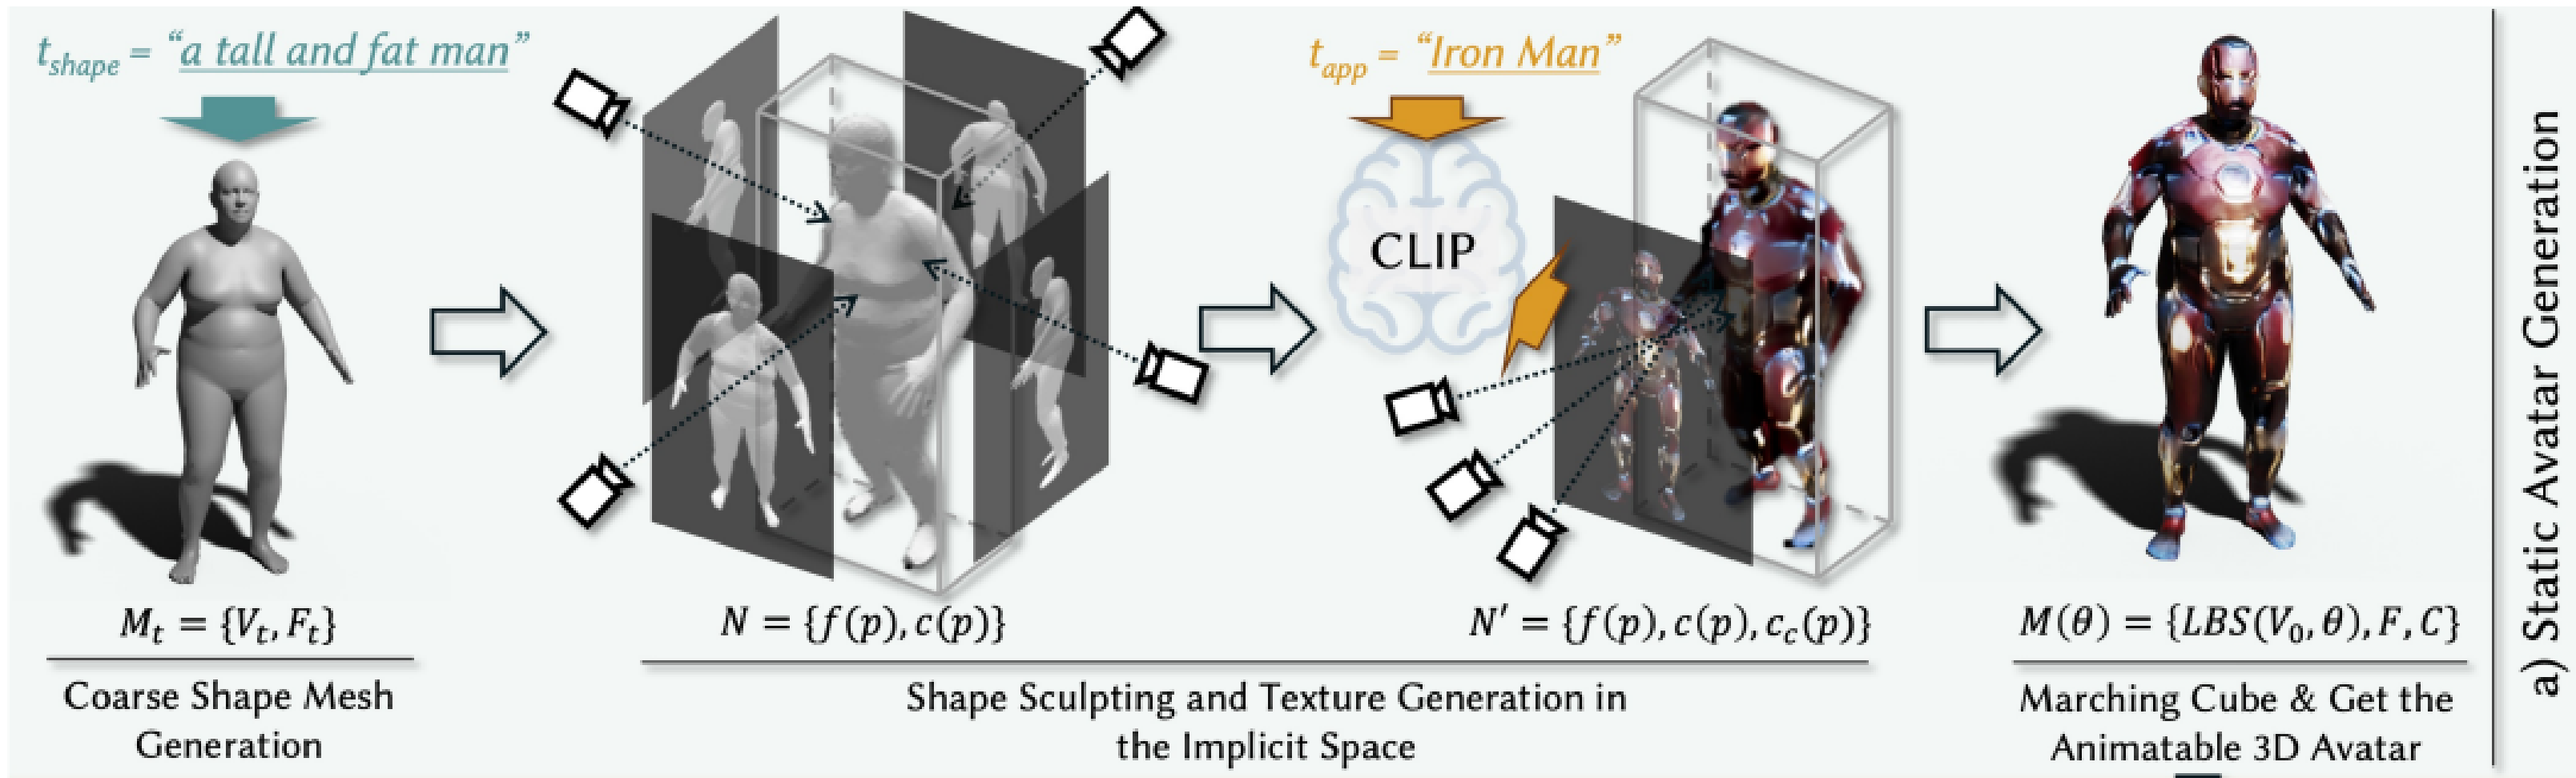 t_shape = “a tall and fat man”
t_app = “Iron Man”
CLIP
M_t = {V_t, F_t}
N = {f(p), c(p)}
N′ = {f(p), c(p), c_c(p)}
M(θ) = {LBS(V_0, θ), F, C}
Coarse Shape Mesh
Generation
Shape Sculpting and Texture Generation in
the Implicit Space
Marching Cube & Get the
Animatable 3D Avatar
a) Static Avatar Generation